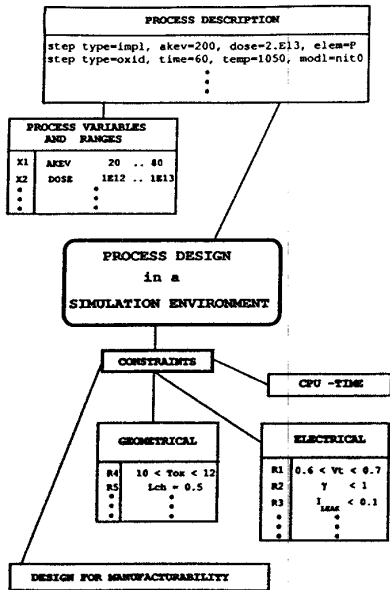 PROCESS DESCRIPTION
step type=impl, akev=200, dose=2.E13, elem=P
step type=oxid, time=60, temp=1050, modl=nit0
PROCESS VARIABLES
AND RANGES
X1 AKEV 20 .. 80
X2 DOSE 1E12 .. 1E13
PROCESS DESIGN
in a
SIMULATION ENVIRONMENT
CONSTRAINTS
CPU -TIME
GEOMETRICAL
R4 10 < Tox < 12
R5 Lch = 0.5
ELECTRICAL
R1 0.6 < Vt < 0.7
R2 γ < 1
R3 I LEAK < 0.1
DESIGN FOR MANUFACTURABILITY